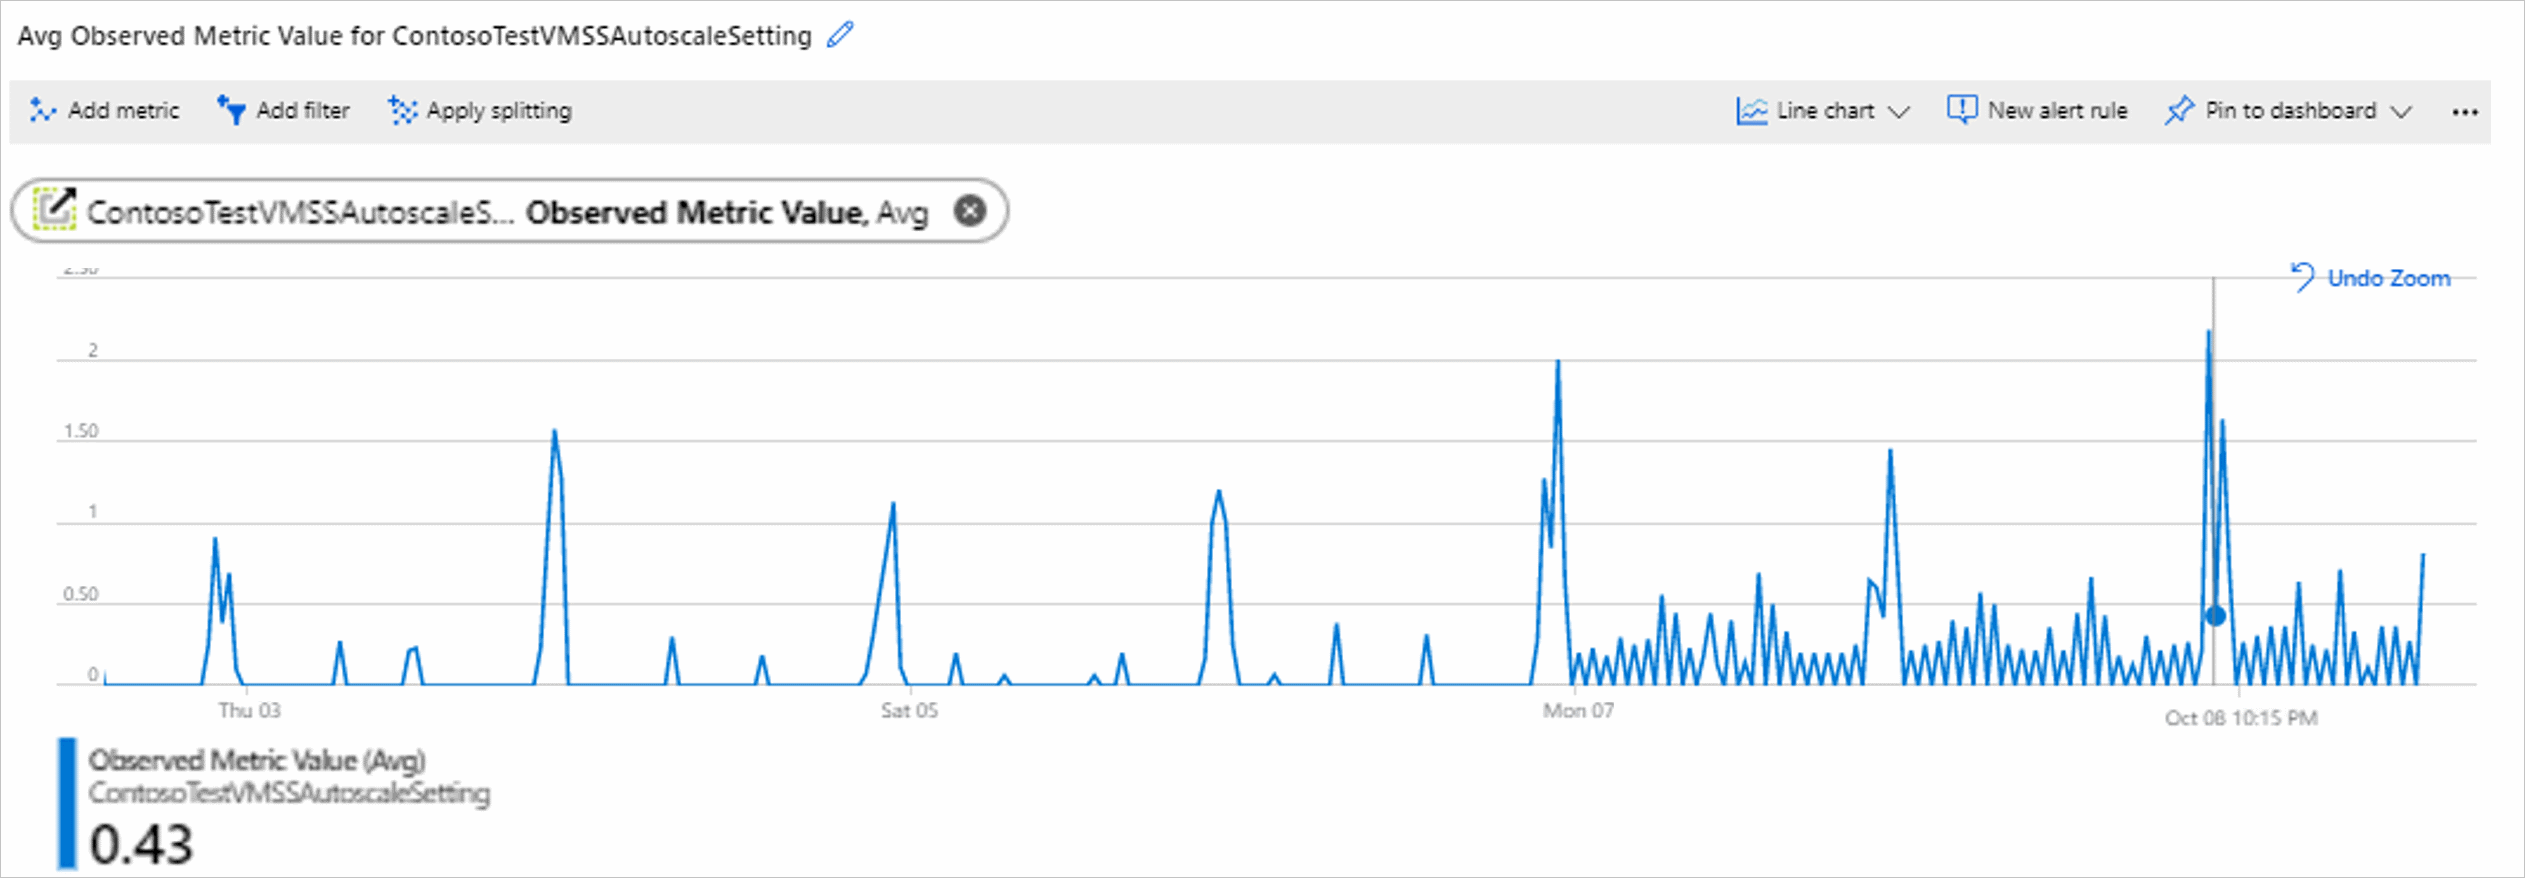 Avg Observed Metric Value for ContosoTestVMSSAutoscaleSetting
Add metric Add filter Apply splitting Line chart New alert rule Pin to dashboard ...
ContosoTestVMSSAutoscaleS... Observed Metric Value, Avg
2.50
Undo Zoom
2
1.50
1
0.50
0
Thu 03 Sat 05 Mon 07 Oct 08 10:15 PM
Observed Metric Value (Avg)
ContosoTestVMSSAutoscaleSetting
0.43